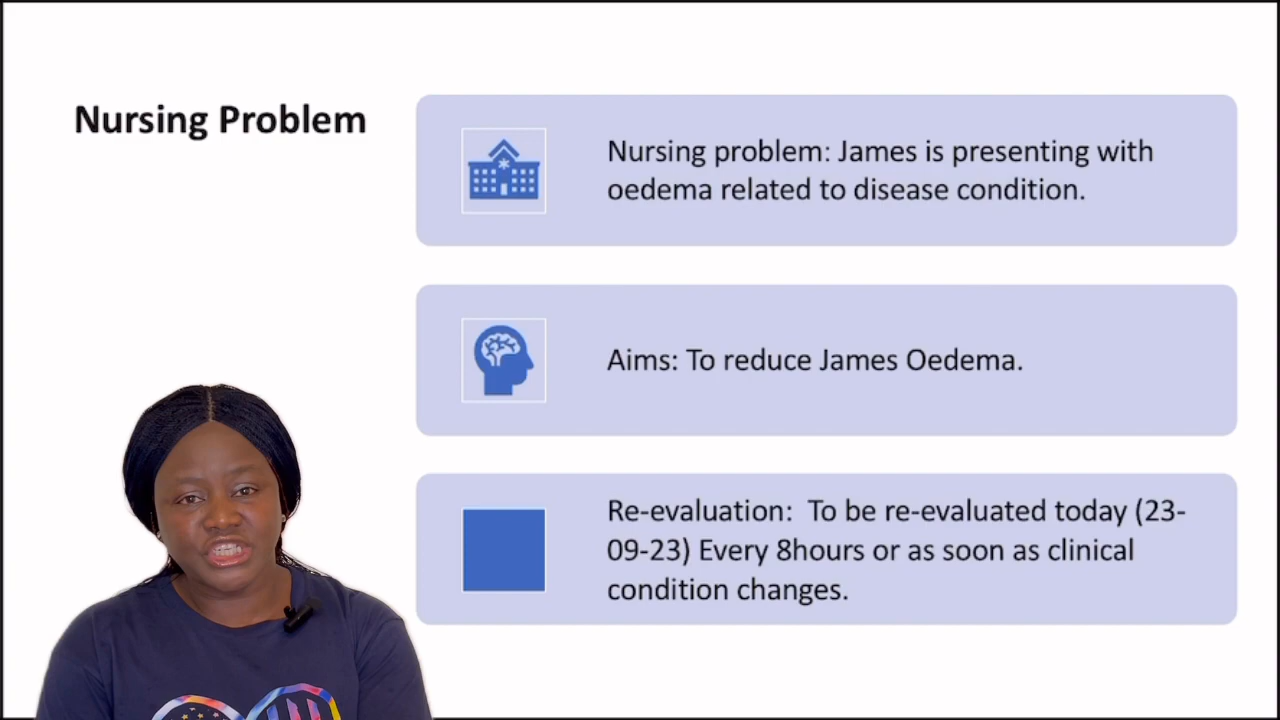 Nursing Problem
Nursing problem: James is presenting with
oedema related to disease condition.
Aims: To reduce James Oedema.
Re-evaluation:  To be re-evaluated today (23-
09-23) Every 8hours or as soon as clinical
condition changes.